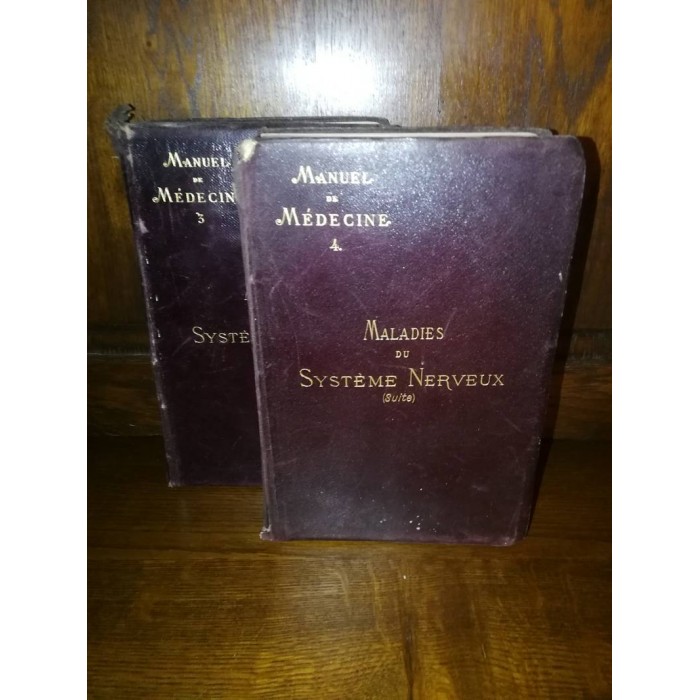 Manuel
de
Médecine
3
Systè
Manuel
de
Médecine
4.
Maladies
du
Système Nerveux
(Suite)